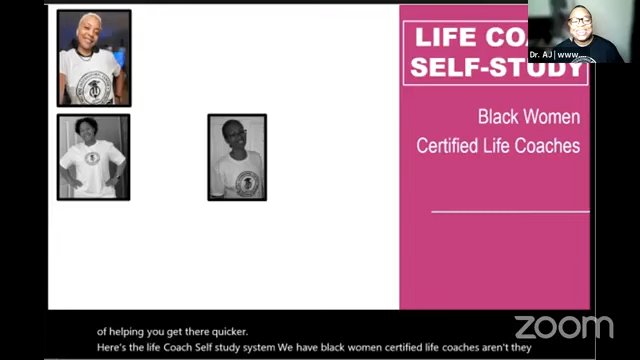 LIFE COA
SELF-STUDY
Dr. AJ | www....
Black Women
Certified Life Coaches
of helping you get there quicker.
Here's the life Coach Self study system We have black women certified life coaches aren't they
zoom